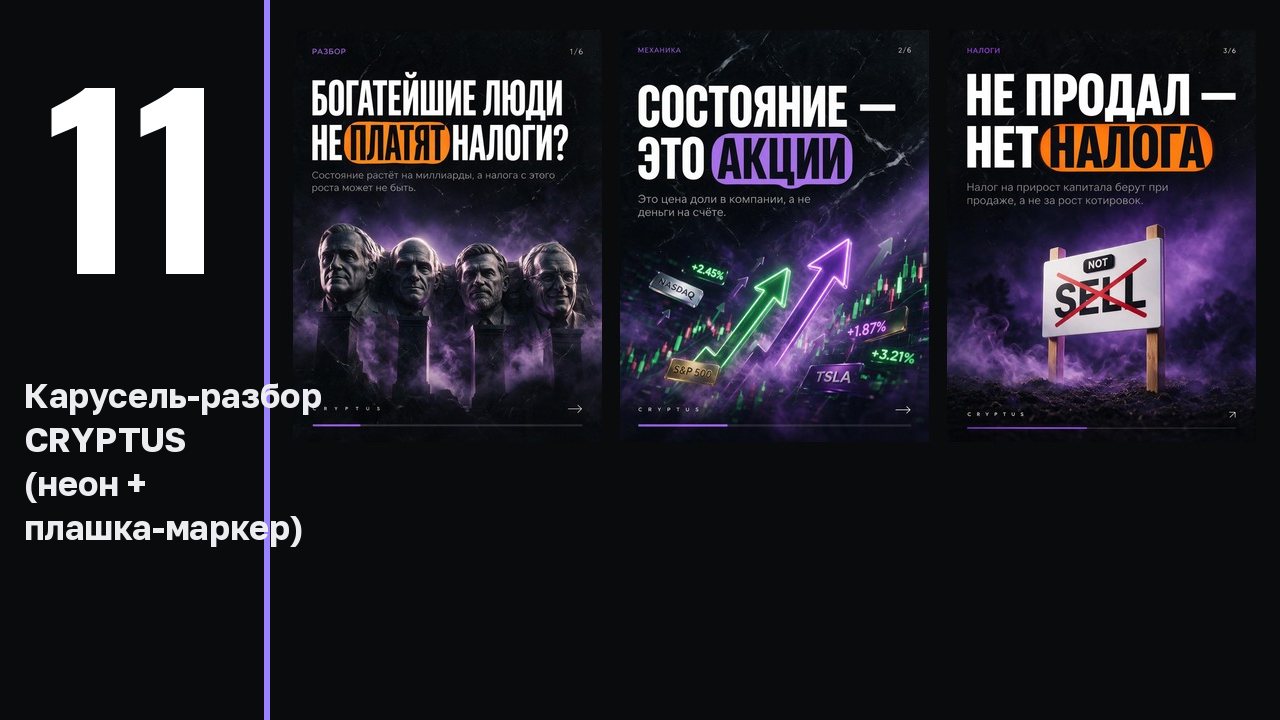 11
Карусель-разбор
CRYPTUS
(неон +
плашка-маркер)
РАЗБОР
1/6
БОГАТЕЙШИЕ ЛЮДИ
НЕ ПЛАТЯТ НАЛОГИ?
Состояние растёт на миллиарды, а налога с этого
роста может не быть.
CRYPTUS
МЕХАНИКА
2/6
СОСТОЯНИЕ —
ЭТО АКЦИИ
Это цена доли в компании, а не
деньги на счёте.
+2.45%
NASDAQ
+1.87%
+3.21%
S&P 500
TSLA
CRYPTUS
НАЛОГИ
3/6
НЕ ПРОДАЛ —
НЕТ НАЛОГА
Налог на прирост капитала берут при
продаже, а не за рост котировок.
NOT
SELL
CRYPTUS